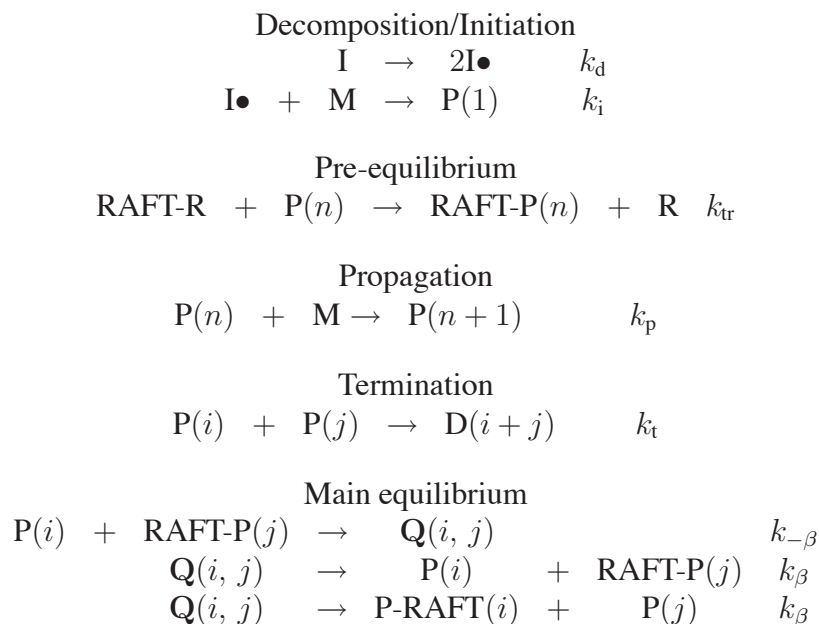 Decomposition/Initiation
I → 2I● k_d
I● + M → P(1) k_i
Pre-equilibrium
RAFT-R + P(n) → RAFT-P(n) + R k_tr
Propagation
P(n) + M → P(n + 1) k_p
Termination
P(i) + P(j) → D(i + j) k_t
Main equilibrium
P(i) + RAFT-P(j) → Q(i, j) k_−β
Q(i, j) → P(i) + RAFT-P(j) k_β
Q(i, j) → P-RAFT(i) + P(j) k_β